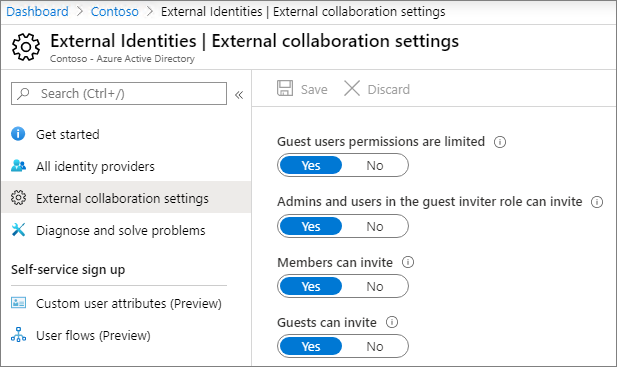 Dashboard > Contoso > External Identities | External collaboration settings
External Identities | External collaboration settings
Contoso - Azure Active Directory
Search (Ctrl+/)
«
Get started
All identity providers
External collaboration settings
Diagnose and solve problems
Self-service sign up
Custom user attributes (Preview)
User flows (Preview)
Save Discard
Guest users permissions are limited
Yes No
Admins and users in the guest inviter role can invite
Yes No
Members can invite
Yes No
Guests can invite
Yes No